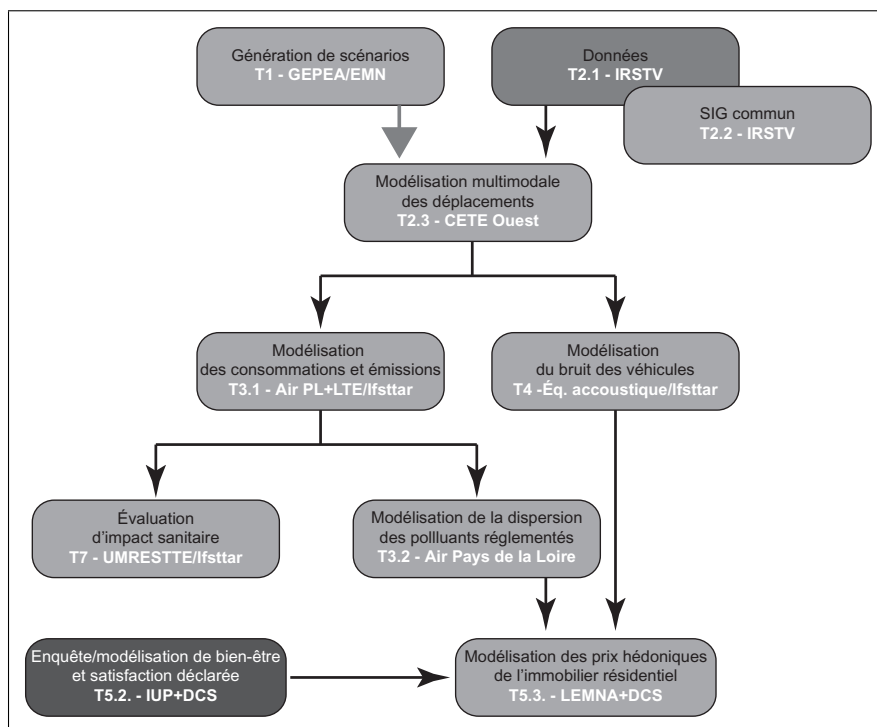 Génération de scénarios
T1 - GEPEA/EMN
Données
T2.1 - IRSTV
SIG commun
T2.2 - IRSTV
Modélisation multimodale
des déplacements
T2.3 - CETE Ouest
Modélisation
des consommations et émissions
T3.1 - Air PL+LTE/Ifsttar
Modélisation
du bruit des véhicules
T4 -Éq. accoustique/Ifsttar
Évaluation
d'impact sanitaire
T7 - UMRESTTE/Ifsttar
Modélisation de la dispersion
des pollluants réglementés
T3.2 - Air Pays de la Loire
Enquête/modélisation de bien-être
et satisfaction déclarée
T5.2. - IUP+DCS
Modélisation des prix hédoniques
de l'immobilier résidentiel
T5.3. - LEMNA+DCS